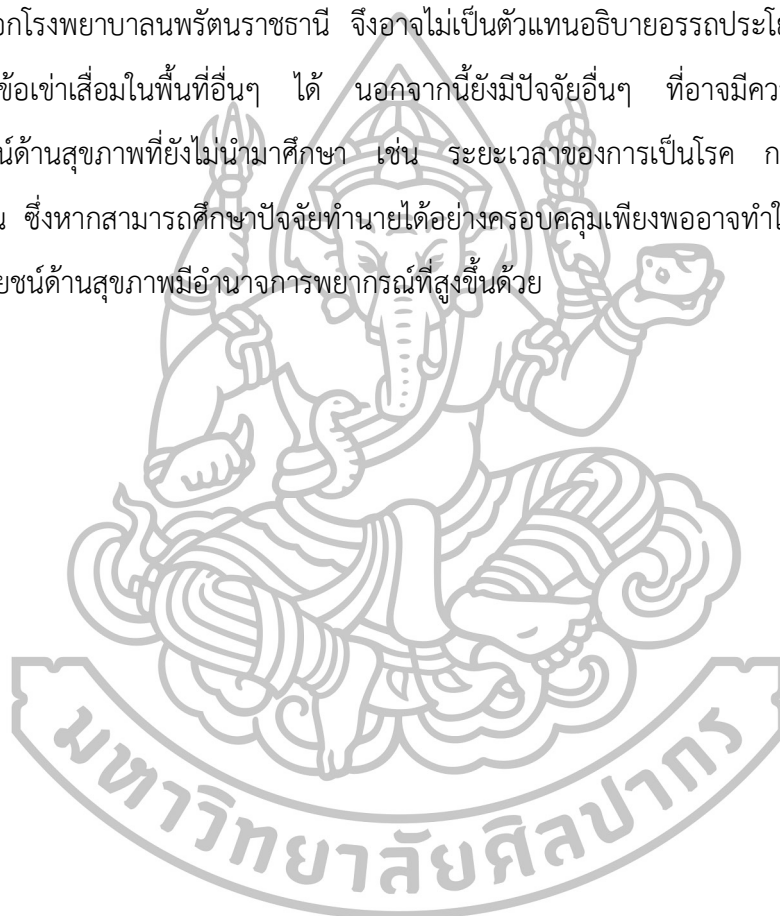 อกโรงพยาบาลนพรัตนราชธานี จึงอาจไม่เป็นตัวแทนอธิบายอรรถประโย
ข้อเข่าเสื่อมในพื้นที่อื่นๆ ได้ นอกจากนี้ยังมีปัจจัยอื่นๆ ที่อาจมีคว
น์ด้านสุขภาพที่ยังไม่นำมาศึกษา เช่น ระยะเวลาของการเป็นโรค ก
น ซึ่งหากสามารถศึกษาปัจจัยทำนายได้อย่างครอบคลุมเพียงพออาจทำใ
ยชน์ด้านสุขภาพมีอำนาจการพยากรณ์ที่สูงขึ้นด้วย
มหาวิทยาลัยศิลปากร